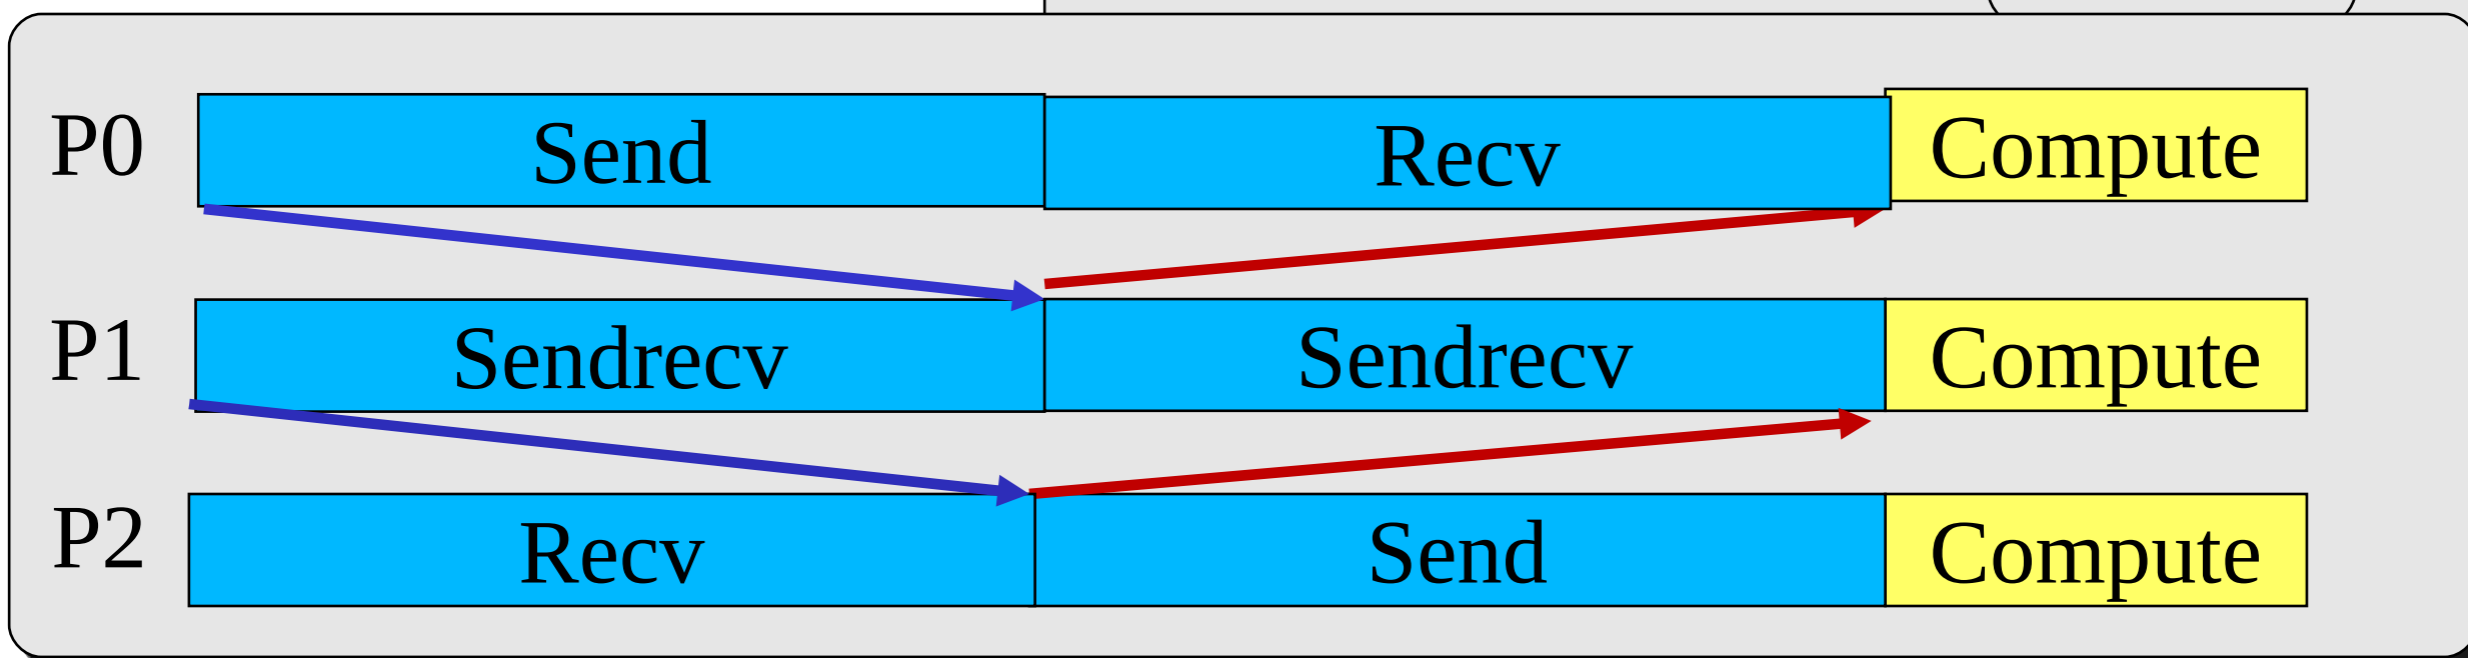 P0 Send Recv Compute
P1 Sendrecv Sendrecv Compute
P2 Recv Send Compute